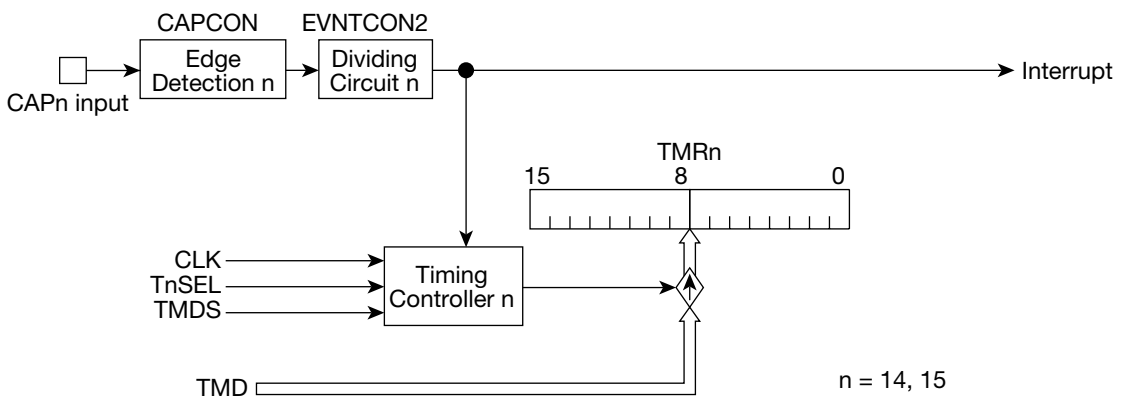 CAPCON
EVNTCON2
Edge
Detection n
Dividing
Circuit n
Interrupt
CAPn input
TMRn
15 8 0
CLK
TnSEL
TMDS
Timing
Controller n
TMD
n = 14, 15